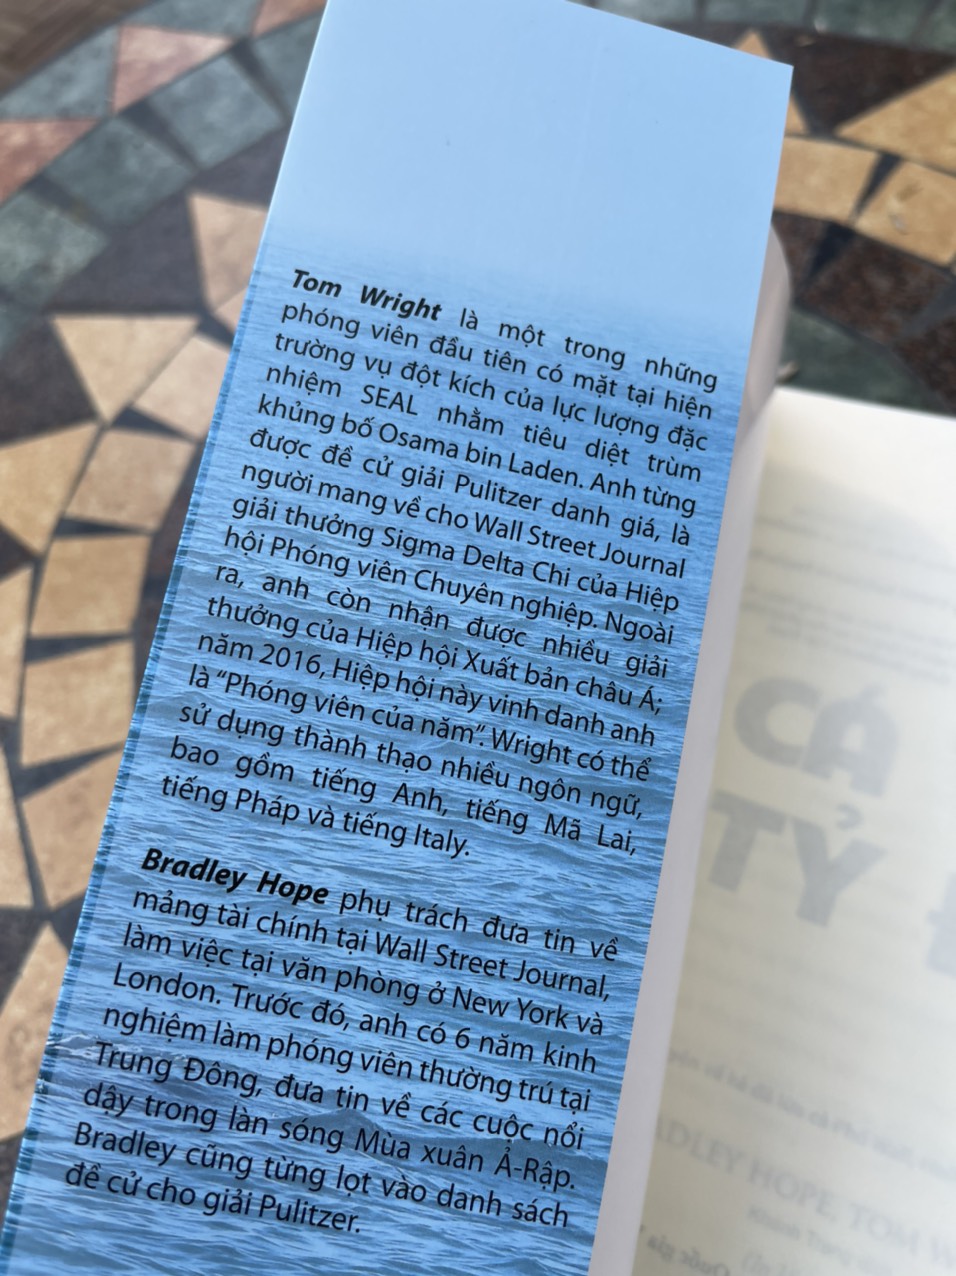 Tom Wright là một trong những
phóng viên đầu tiên có mặt tại hiện
trường vụ đột kích của lực lượng đặc
nhiệm SEAL nhằm tiêu diệt trùm
khủng bố Osama bin Laden. Anh từng
được đề cử giải Pulitzer danh giá, là
người mang về cho Wall Street Journal
giải thưởng Sigma Delta Chi của Hiệp
hội Phóng viên Chuyên nghiệp. Ngoài
ra, anh còn nhận được nhiều giải
thưởng của Hiệp hội Xuất bản châu Á;
năm 2016, Hiệp hội này vinh danh anh
là “Phóng viên của năm”. Wright có thể
sử dụng thành thạo nhiều ngôn ngữ,
bao gồm tiếng Anh, tiếng Mã Lai,
tiếng Pháp và tiếng Italy.
Bradley Hope phụ trách đưa tin về
mảng tài chính tại Wall Street Journal,
làm việc tại văn phòng ở New York và
London. Trước đó, anh có 6 năm kinh
nghiệm làm phóng viên thường trú tại
Trung Đông, đưa tin về các cuộc nổi
dậy trong làn sóng Mùa xuân Ả-Rập.
Bradley cũng từng lọt vào danh sách
đề cử cho giải Pulitzer.
CÁ
TỶ
HOPE, TOM